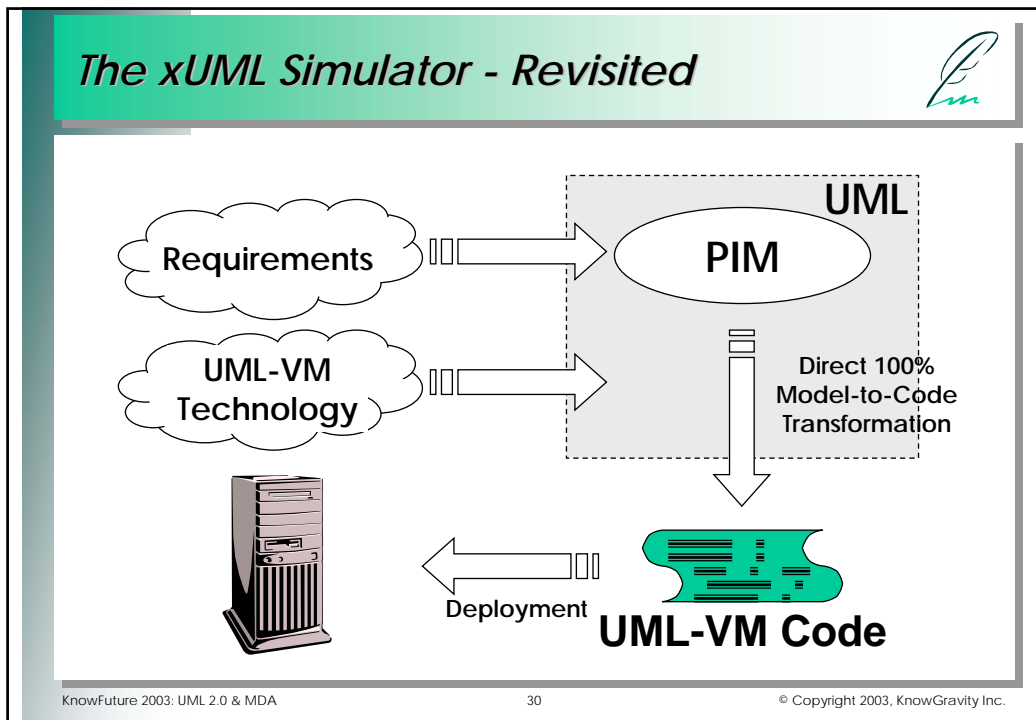 The xUML Simulator - Revisited
UML
Requirements
PIM
UML-VM
Technology
Direct 100%
Model-to-Code
Transformation
Deployment
UML-VM Code
KnowFuture 2003: UML 2.0 & MDA
30
© Copyright 2003, KnowGravity Inc.